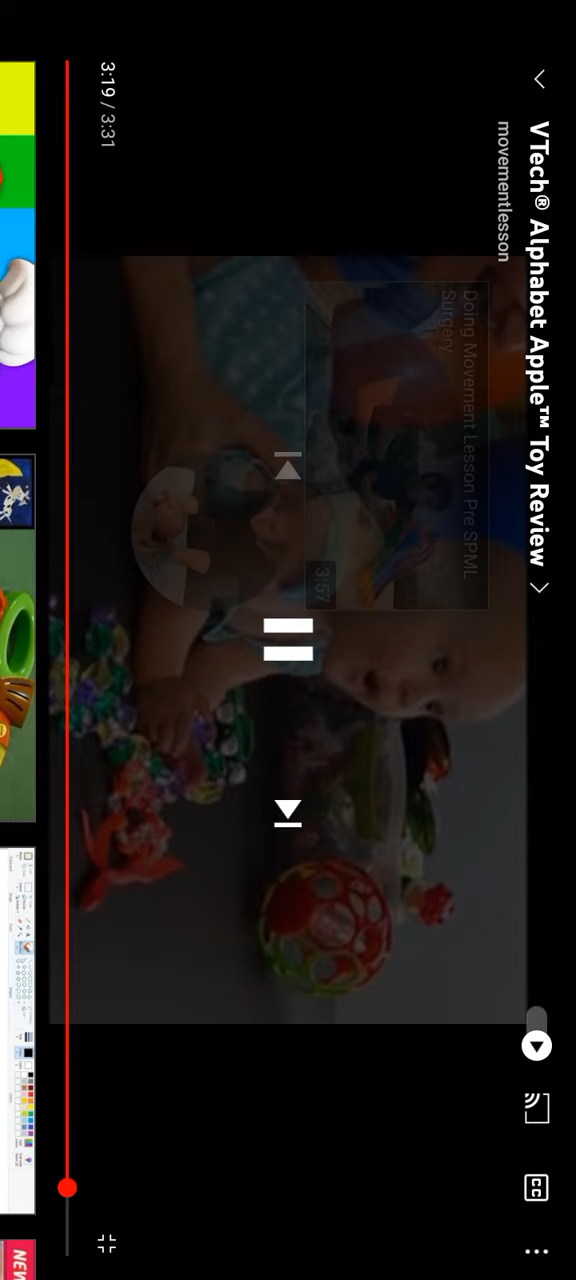 VTech® Alphabet Apple™ Toy Review
movementlesson
Doing Movement Lesson Pre SPML
Surgery
3:57
3:19 / 3:31
CC
NEW